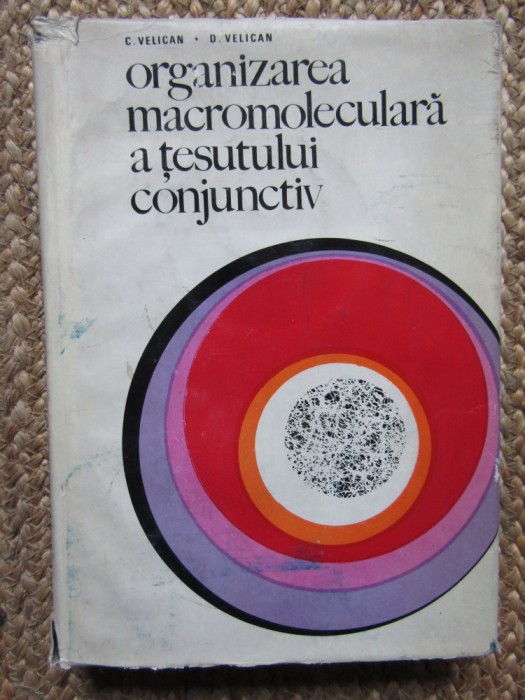 C. VELICAN • D. VELICAN
organizarea
macromoleculară
a țesutului
conjunctiv